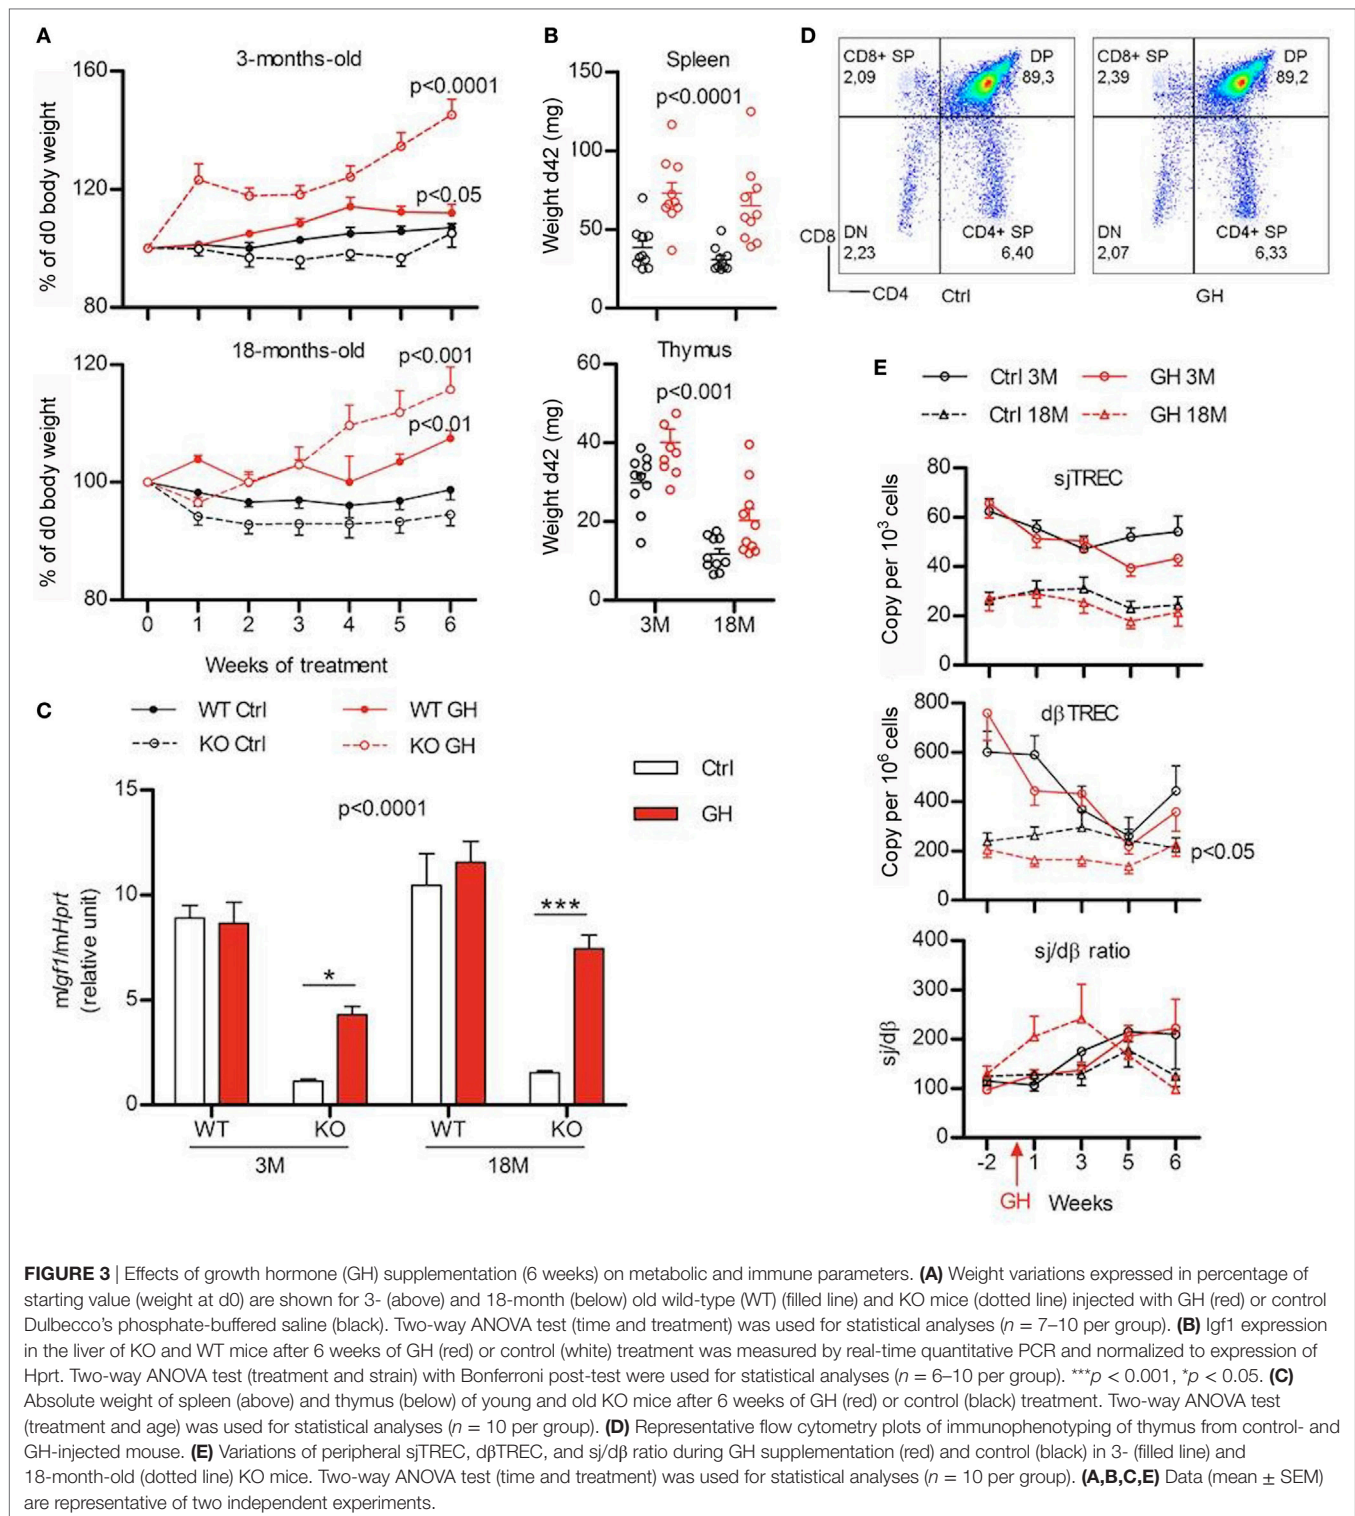 A
3-months-old
160
120
80
% of d0 body weight
p<0.0001
p<0.05
18-months-old
120
100
80
% of d0 body weight
p<0.001
p<0.01
0 1 2 3 4 5 6
Weeks of treatment
WT Ctrl
WT GH
KO Ctrl
KO GH
B
Spleen
150
100
50
0
Weight d42 (mg)
p<0.0001
Thymus
60
40
20
0
Weight d42 (mg)
p<0.001
3M 18M
C
15
10
5
0
mIgf1/mHprt
(relative unit)
p<0.0001
*
***
Ctrl
GH
WT KO WT KO
3M 18M
D
CD8+ SP
2,09
DP
89,3
DN
2,23
CD4+ SP
6,40
CD8
CD4
Ctrl
CD8+ SP
2,39
DP
89,2
DN
2,07
CD4+ SP
6,33
GH
E
Ctrl 3M
GH 3M
Ctrl 18M
GH 18M
sjTREC
80
60
40
20
0
Copy per 10³ cells
dβTREC
800
600
400
200
0
Copy per 10⁶ cells
p<0.05
sj/dβ ratio
400
300
200
100
0
sj/dβ
-2 1 3 5 6
GH
Weeks
FIGURE 3 | Effects of growth hormone (GH) supplementation (6 weeks) on metabolic and immune parameters. (A) Weight variations expressed in percentage of
starting value (weight at d0) are shown for 3- (above) and 18-month (below) old wild-type (WT) (filled line) and KO mice (dotted line) injected with GH (red) or control
Dulbecco's phosphate-buffered saline (black). Two-way ANOVA test (time and treatment) was used for statistical analyses (n = 7–10 per group). (B) Igf1 expression
in the liver of KO and WT mice after 6 weeks of GH (red) or control (white) treatment was measured by real-time quantitative PCR and normalized to expression of
Hprt. Two-way ANOVA test (treatment and strain) with Bonferroni post-test were used for statistical analyses (n = 6–10 per group). ***p < 0.001, *p < 0.05. (C)
Absolute weight of spleen (above) and thymus (below) of young and old KO mice after 6 weeks of GH (red) or control (black) treatment. Two-way ANOVA test
(treatment and age) was used for statistical analyses (n = 10 per group). (D) Representative flow cytometry plots of immunophenotyping of thymus from control- and
GH-injected mouse. (E) Variations of peripheral sjTREC, dβTREC, and sj/dβ ratio during GH supplementation (red) and control (black) in 3- (filled line) and
18-month-old (dotted line) KO mice. Two-way ANOVA test (time and treatment) was used for statistical analyses (n = 10 per group). (A,B,C,E) Data (mean ± SEM)
are representative of two independent experiments.